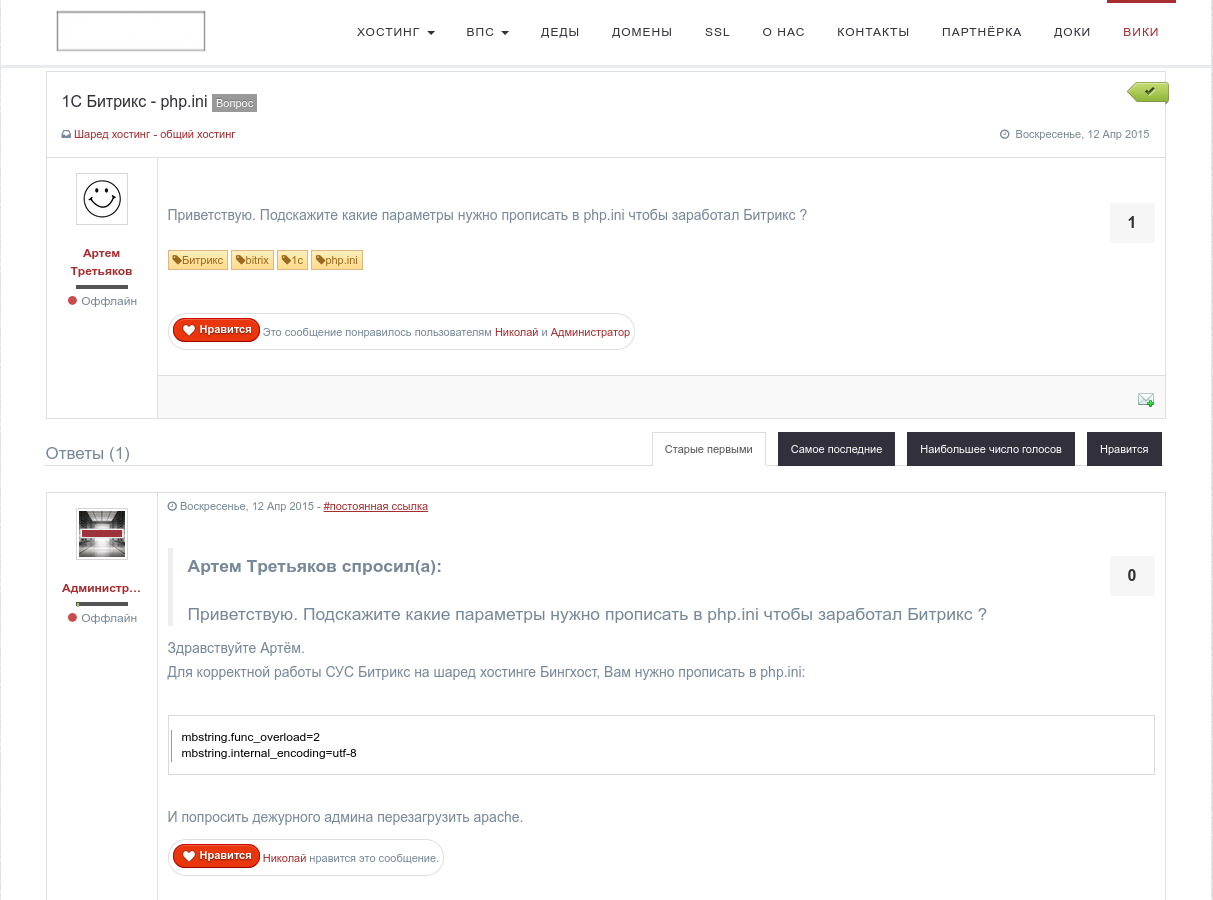 ХОСТИНГ ВПС ДЕДЫ ДОМЕНЫ SSL О НАС КОНТАКТЫ ПАРТНЁРКА ДОКИ ВИКИ
1С Битрикс - php.ini Вопрос
Шаред хостинг - общий хостинг Воскресенье, 12 Апр 2015
Приветствую. Подскажите какие параметры нужно прописать в php.ini чтобы заработал Битрикс ? 1
Артем
Третьяков
Оффлайн
Битрикс bitrix 1с php.ini
Нравится Это сообщение понравилось пользователям Николай и Администратор
Ответы (1) Старые первыми Самое последние Наибольшее число голосов Нравится
Воскресенье, 12 Апр 2015 - #постоянная ссылка
Администр...
Оффлайн
Артем Третьяков спросил(а): 0
Приветствую. Подскажите какие параметры нужно прописать в php.ini чтобы заработал Битрикс ?
Здравствуйте Артём.
Для корректной работы СУС Битрикс на шаред хостинге Бингхост, Вам нужно прописать в php.ini:
mbstring.func_overload=2
mbstring.internal_encoding=utf-8
И попросить дежурного админа перезагрузить apache.
Нравится Николай нравится это сообщение.